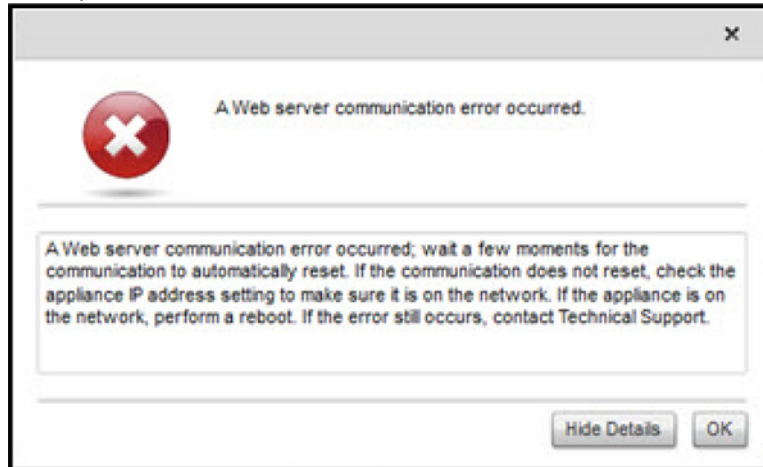 A Web server communication error occurred.
A Web server communication error occurred; wait a few moments for the
communication to automatically reset. If the communication does not reset, check the
appliance IP address setting to make sure it is on the network. If the appliance is on
the network, perform a reboot. If the error still occurs, contact Technical Support.
Hide Details OK